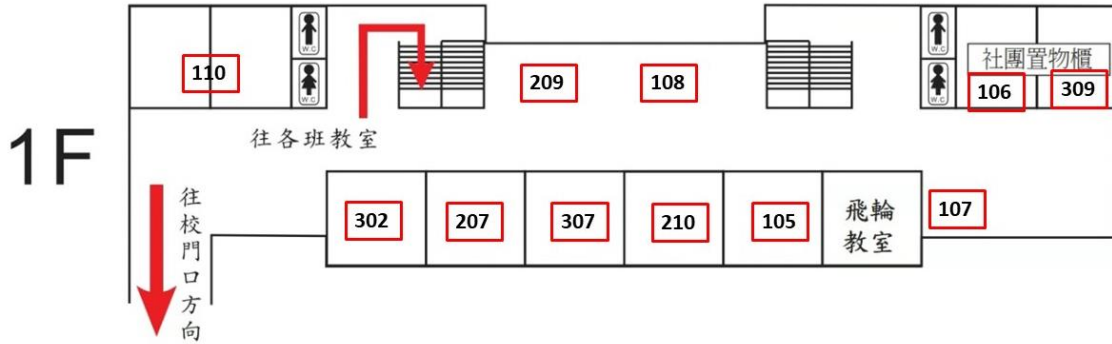 1F
W.C
W.C
110
往各班教室
209
108
W.C
W.C
社團置物櫃
106
309
往校門口方向
302
207
307
210
105
飛輪
教室
107